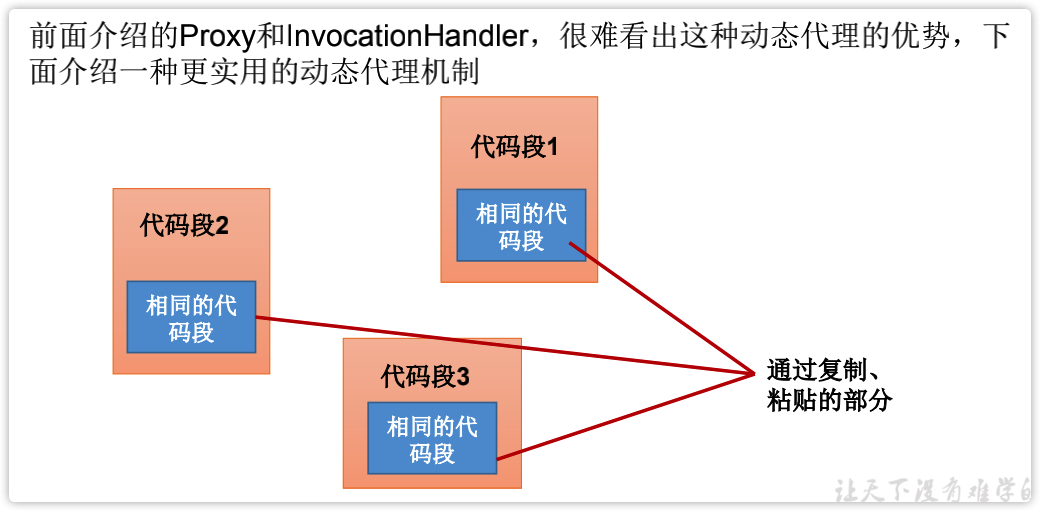 前面介绍的Proxy和InvocationHandler，很难看出这种动态代理的优势，下
面介绍一种更实用的动态代理机制
代码段1
相同的代
码段
代码段2
相同的代
码段
代码段3
相同的代
码段
通过复制、
粘贴的部分
让天下没有难学的